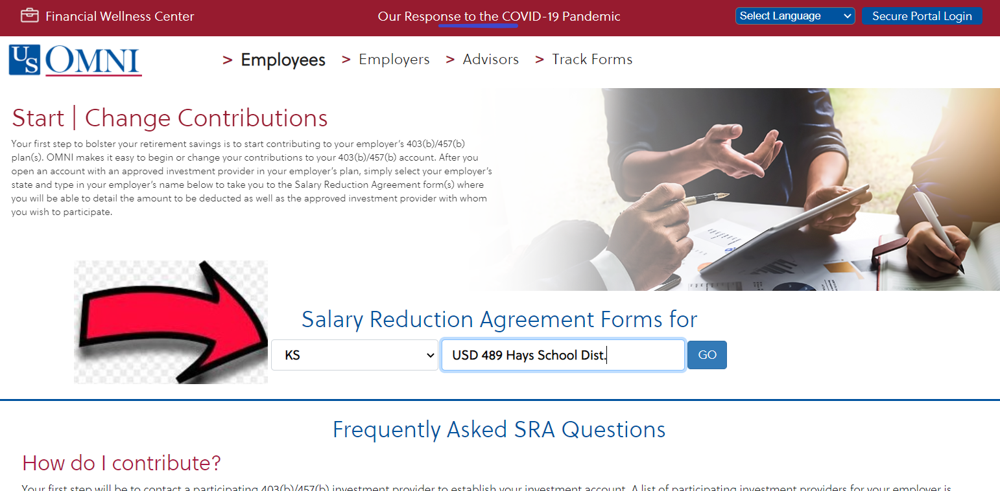 Financial Wellness Center
Our Response to the COVID-19 Pandemic
Select Language
Secure Portal Login
US OMNI
> Employees > Employers > Advisors > Track Forms
Start | Change Contributions
Your first step to bolster your retirement savings is to start contributing to your employer's 403(b)/457(b)
plan(s). OMNI makes it easy to begin or change your contributions to your 403(b)/457(b) account. After you
open an account with an approved investment provider in your employer's plan, simply select your employer's
state and type in your employer's name below to take you to the Salary Reduction Agreement form(s) where
you will be able to detail the amount to be deducted as well as the approved investment provider with whom
you wish to participate.
Salary Reduction Agreement Forms for
KS
USD 489 Hays School Dist.
GO
Frequently Asked SRA Questions
How do I contribute?
Your first step will be to contact a participating 403(b)/457(b) investment provider to establish your investment account. A list of participating investment providers for your employer is